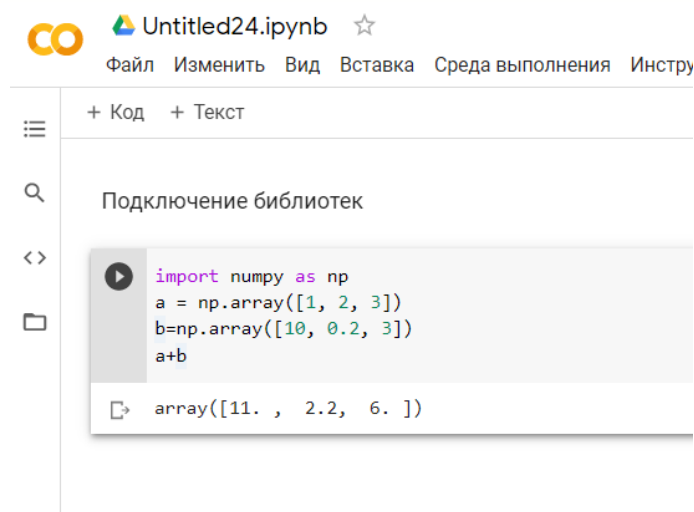 Untitled24.ipynb
Файл Изменить Вид Вставка Среда выполнения Инстру
+ Код + Текст
Подключение библиотек
import numpy as np
a = np.array([1, 2, 3])
b=np.array([10, 0.2, 3])
a+b
array([11. ,  2.2,  6. ])